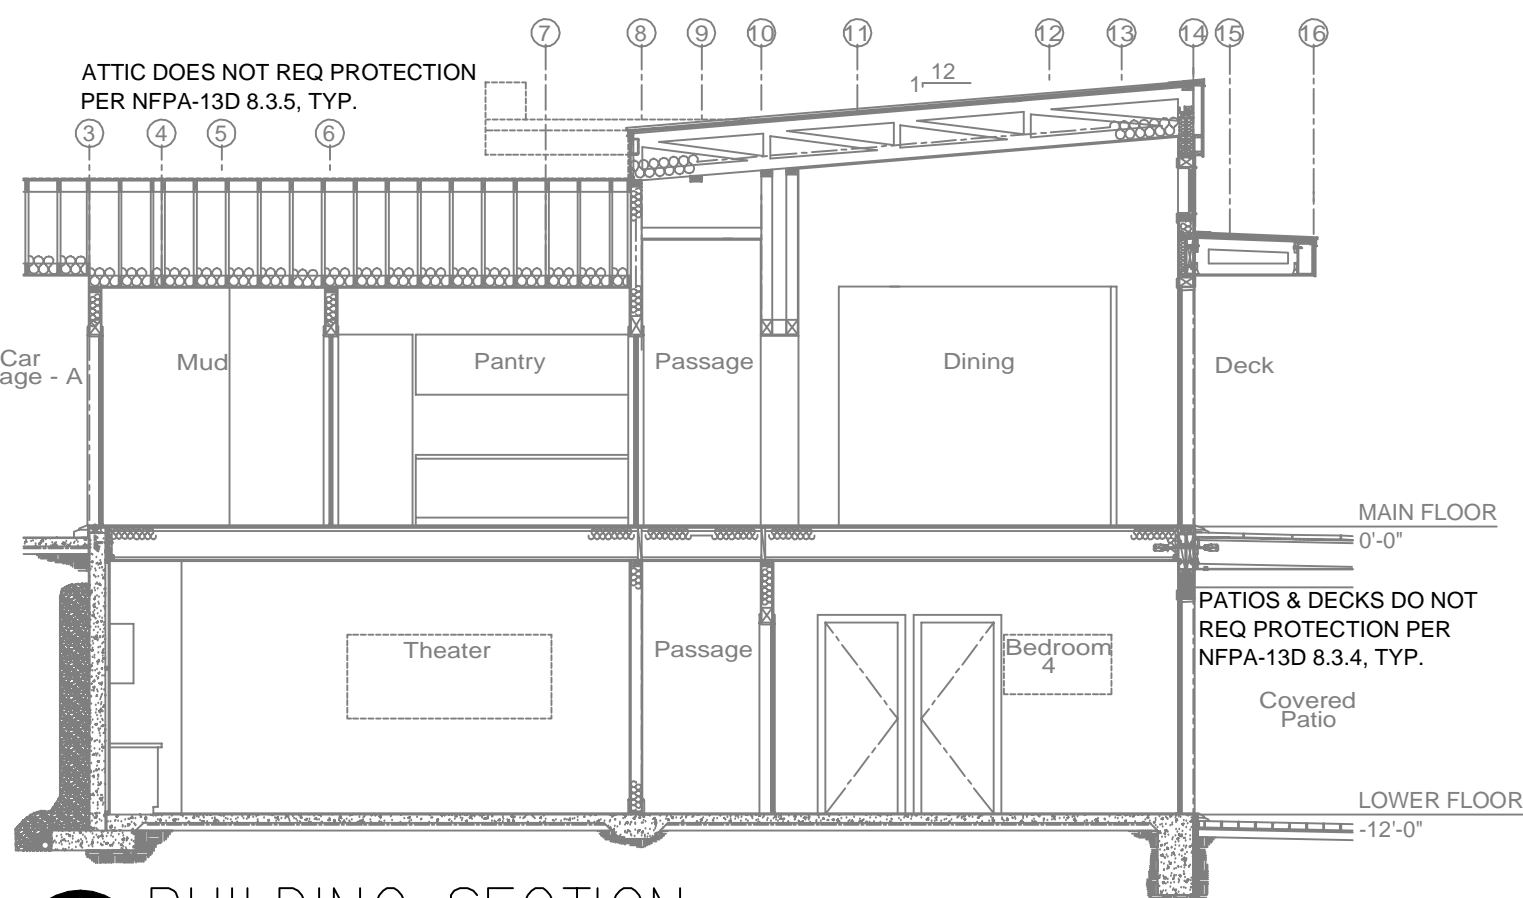 7 8 9 10 11 12 13 14 15 16
ATTIC DOES NOT REQ PROTECTION
PER NFPA-13D 8.3.5, TYP.
12
1
3 4 5 6
Car
age - A
Mud
Pantry
Passage
Dining
Deck
MAIN FLOOR
0'-0"
PATIOS & DECKS DO NOT
REQ PROTECTION PER
NFPA-13D 8.3.4, TYP.
Theater
Passage
Bedroom
4
Covered
Patio
LOWER FLOOR
-12'-0"
BUILDING SECTION